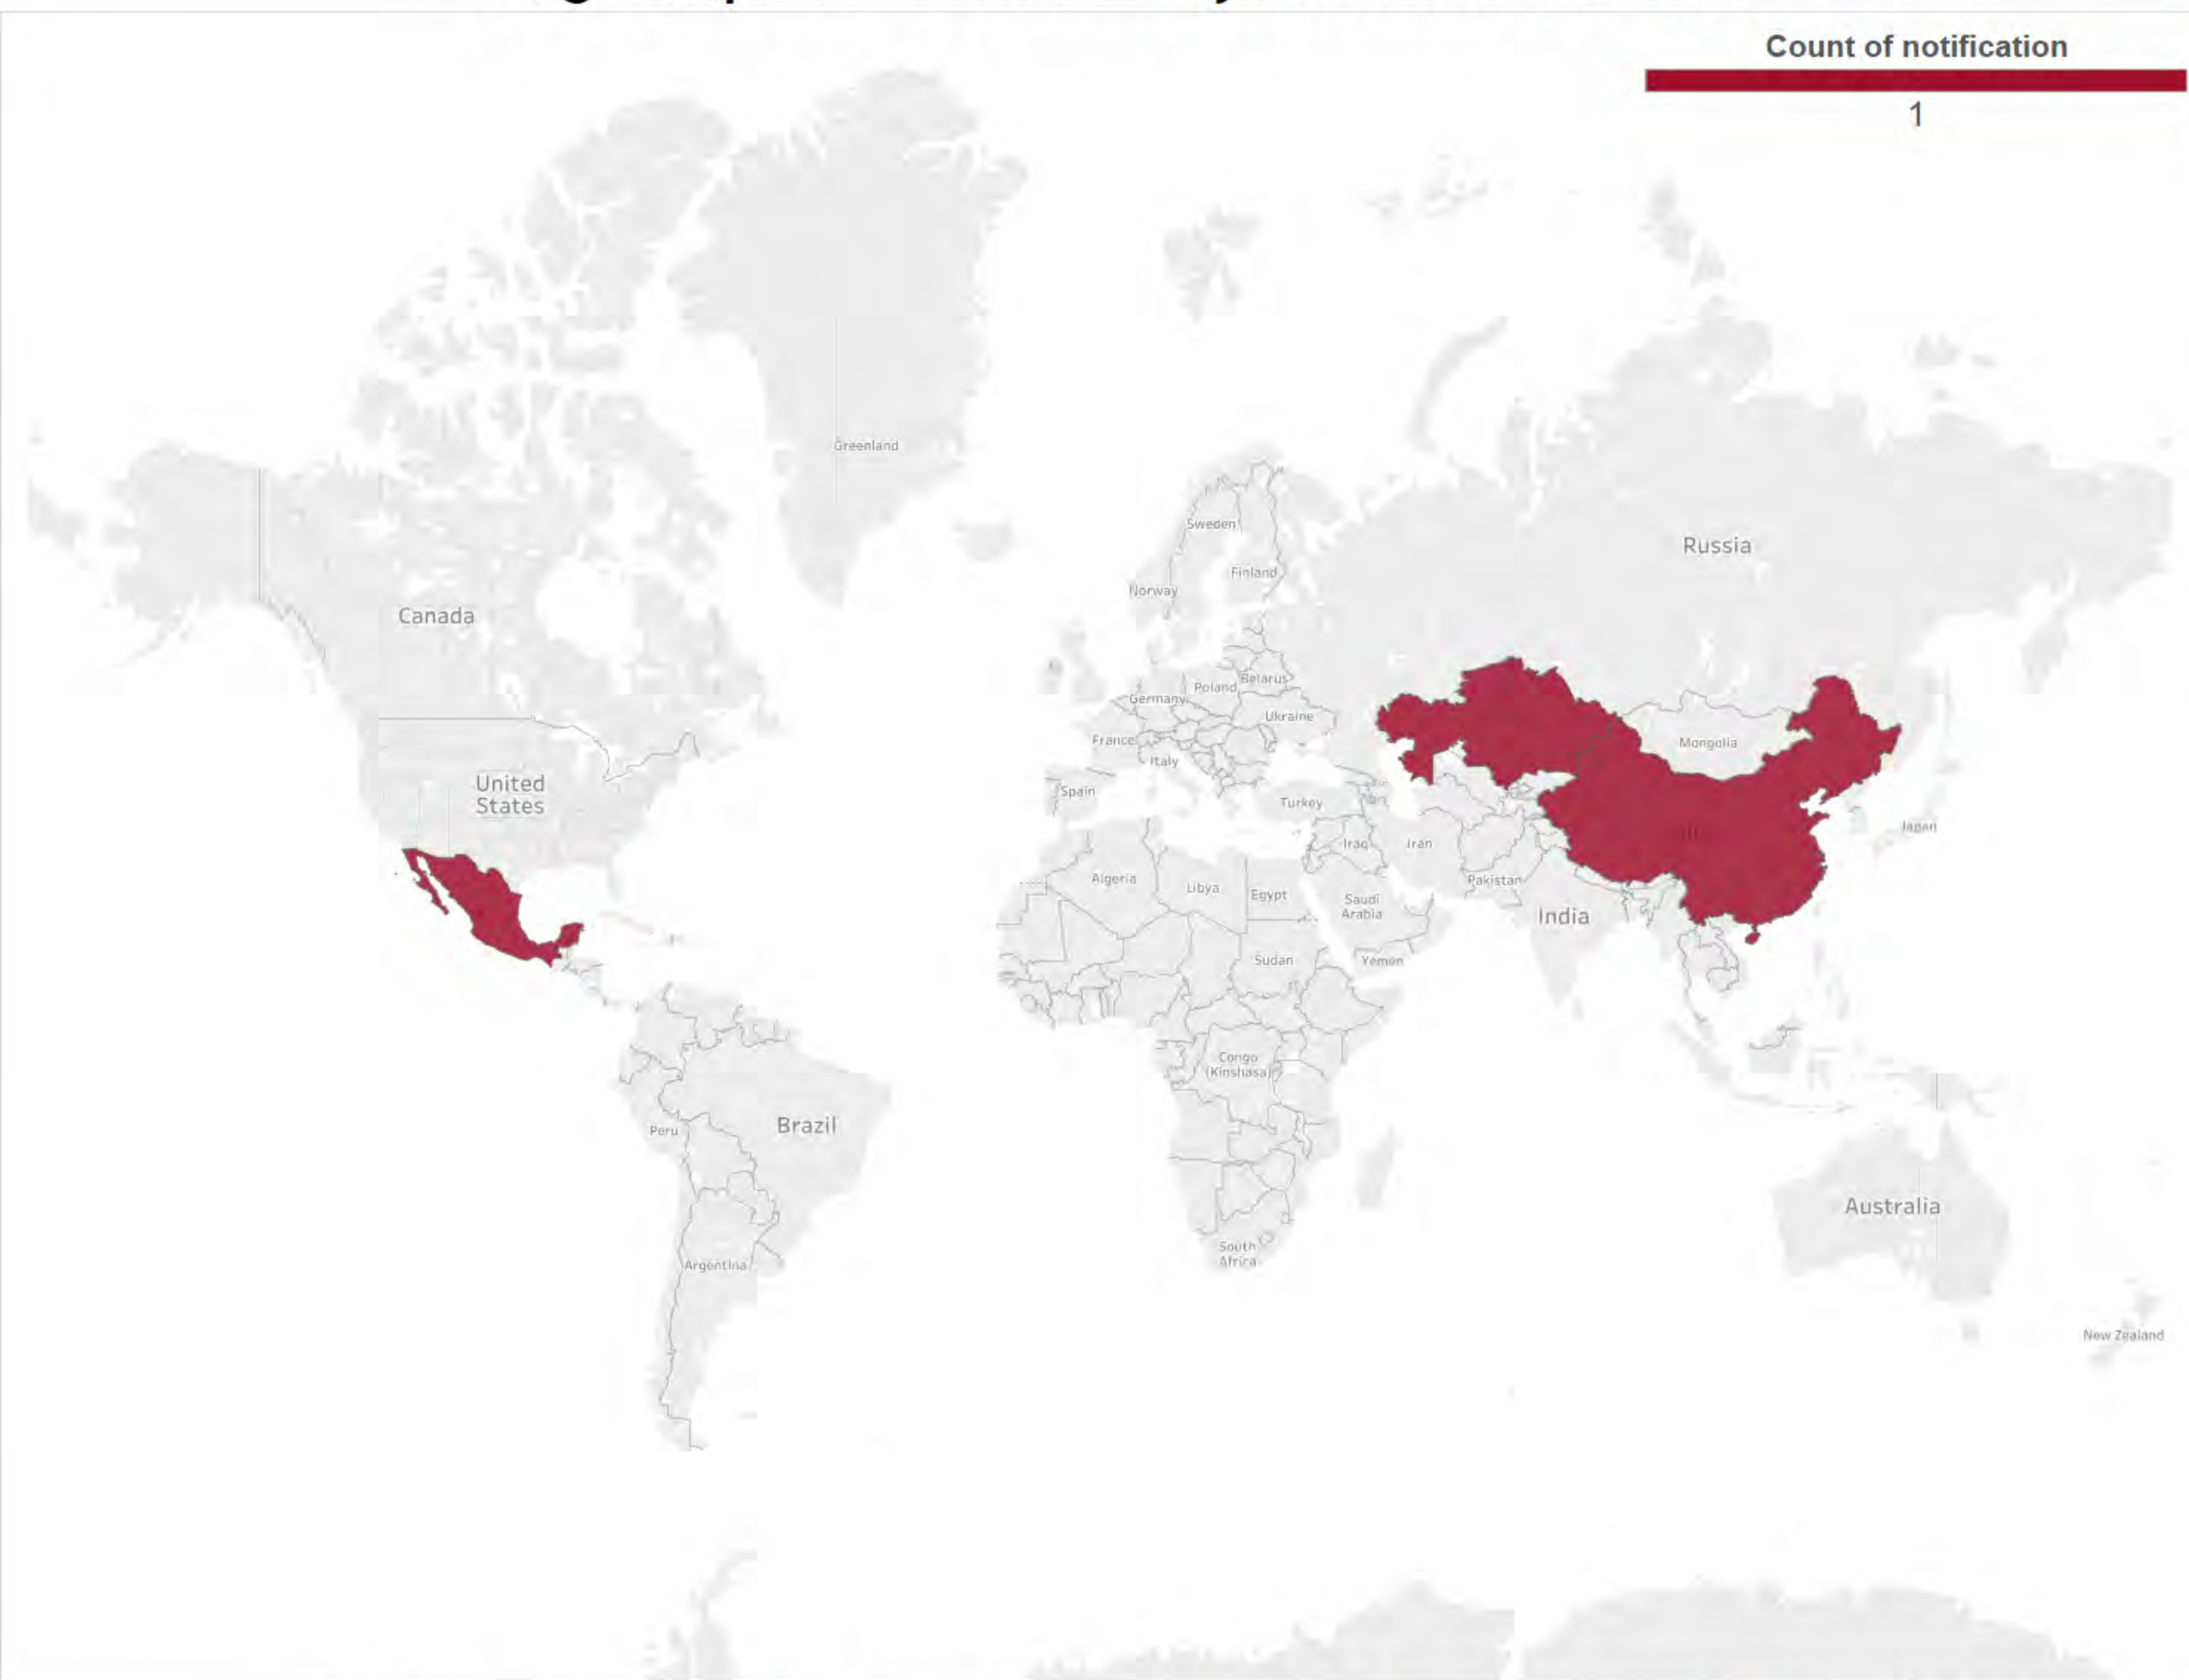 Count of notification
1
Greenland
Sweden
Russia
Finland
Norway
Canada
Belarus
Poland
Germany
Ukraine
France
Mongolia
Italy
United
States
Spain
Turkey
Japan
Iraq
Iran
Algeria
Pakistan
Libya
Egypt
Saudi
Arabia
India
Sudan
Yemen
Congo
(Kinshasa)
Brazil
Peru
Australia
South
Africa
Argentina
New Zealand